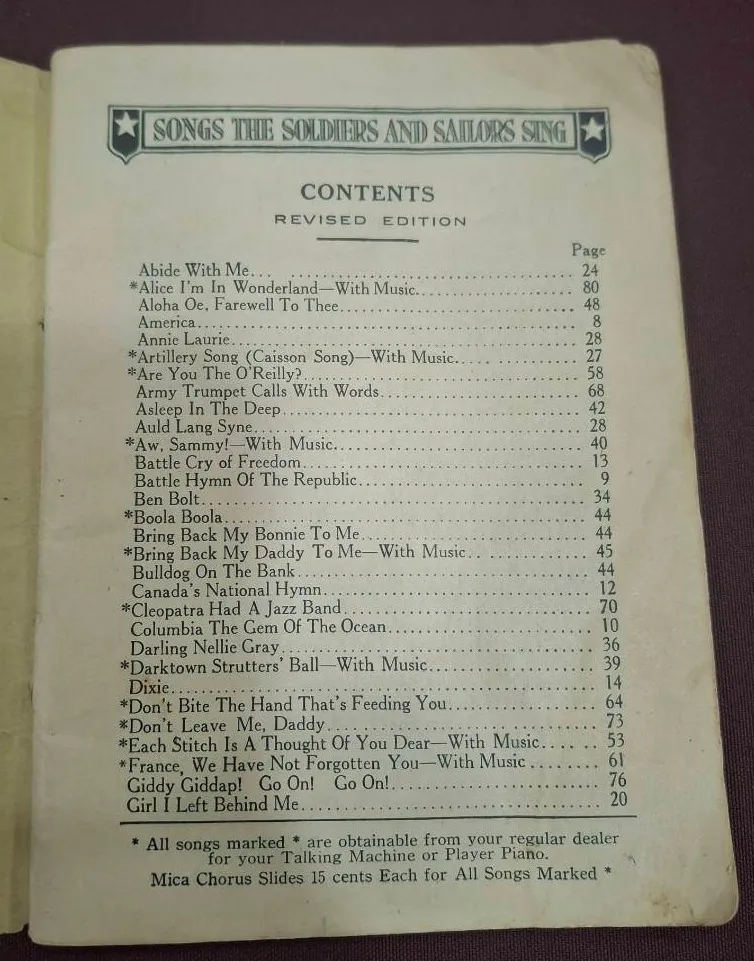 SONGS THE SOLDIERS AND SAILORS SING
CONTENTS
REVISED EDITION
Page
Abide With Me... ........................................ 24
*Alice I'm In Wonderland—With Music...................... 80
Aloha Oe, Farewell To Thee............................... 48
America.................................................. 8
Annie Laurie............................................. 28
*Artillery Song (Caisson Song)—With Music..... .......... 27
*Are You The O'Reilly?................................... 58
Army Trumpet Calls With Words............................ 68
Asleep In The Deep....................................... 42
Auld Lang Syne........................................... 28
*Aw, Sammy!—With Music................................... 40
Battle Cry of Freedom.................................... 13
Battle Hymn Of The Republic.............................. 9
Ben Bolt................................................. 34
*Boola Boola............................................. 44
Bring Back My Bonnie To Me............................... 44
*Bring Back My Daddy To Me—With Music.. ................. 45
Bulldog On The Bank...................................... 44
Canada's National Hymn................................... 12
*Cleopatra Had A Jazz Band............................... 70
Columbia The Gem Of The Ocean............................ 10
Darling Nellie Gray...................................... 36
*Darktown Strutters' Ball—With Music..................... 39
Dixie.................................................... 14
*Don't Bite The Hand That's Feeding You.................. 64
*Don't Leave Me, Daddy................................... 73
*Each Stitch Is A Thought Of You Dear—With Music.... .. 53
*France, We Have Not Forgotten You—With Music ........ 61
Giddy Giddap! Go On! Go On!.............................. 76
Girl I Left Behind Me.................................... 20
* All songs marked * are obtainable from your regular dealer
for your Talking Machine or Player Piano.
Mica Chorus Slides 15 cents Each for All Songs Marked *